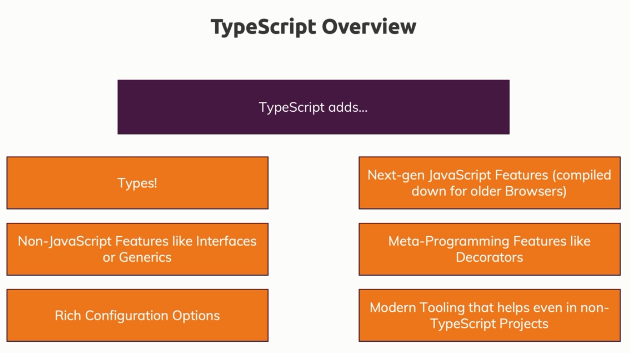 TypeScript Overview
TypeScript adds...
Types!
Next-gen JavaScript Features (compiled
down for older Browsers)
Non-JavaScript Features like Interfaces
or Generics
Meta-Programming Features like
Decorators
Rich Configuration Options
Modern Tooling that helps even in non-
TypeScript Projects